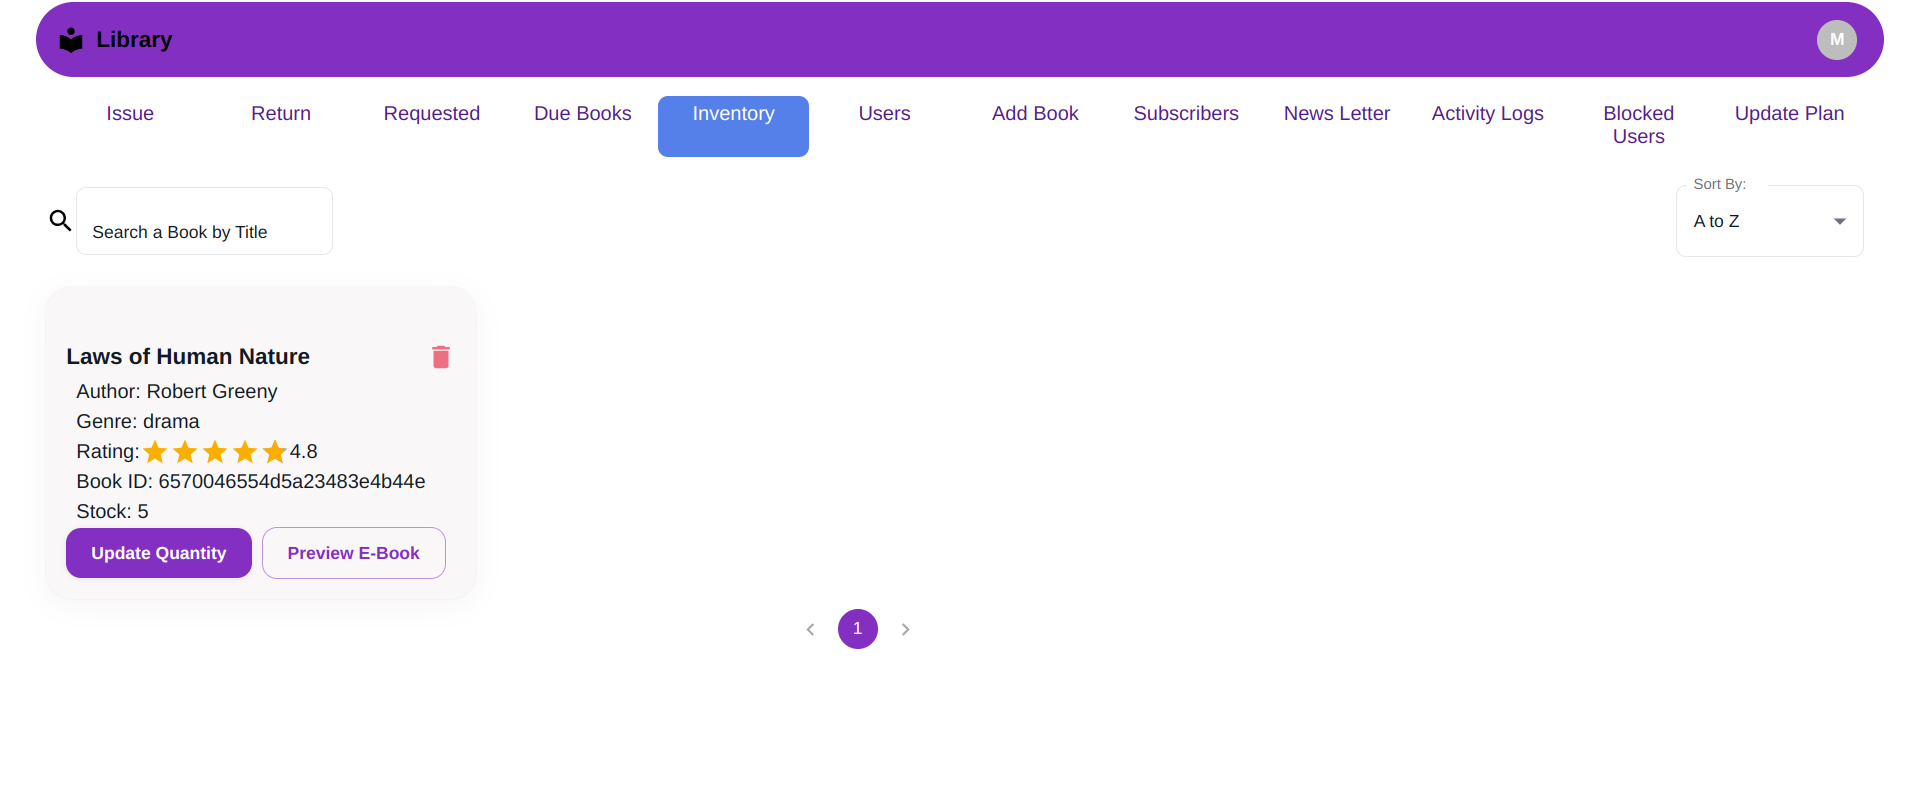 Library
M
Issue
Return
Requested
Due Books
Inventory
Users
Add Book
Subscribers
News Letter
Activity Logs
Blocked
Users
Update Plan
Search a Book by Title
Sort By:
A to Z
Laws of Human Nature
Author: Robert Greeny
Genre: drama
Rating: 4.8
Book ID: 6570046554d5a23483e4b44e
Stock: 5
Update Quantity
Preview E-Book
1